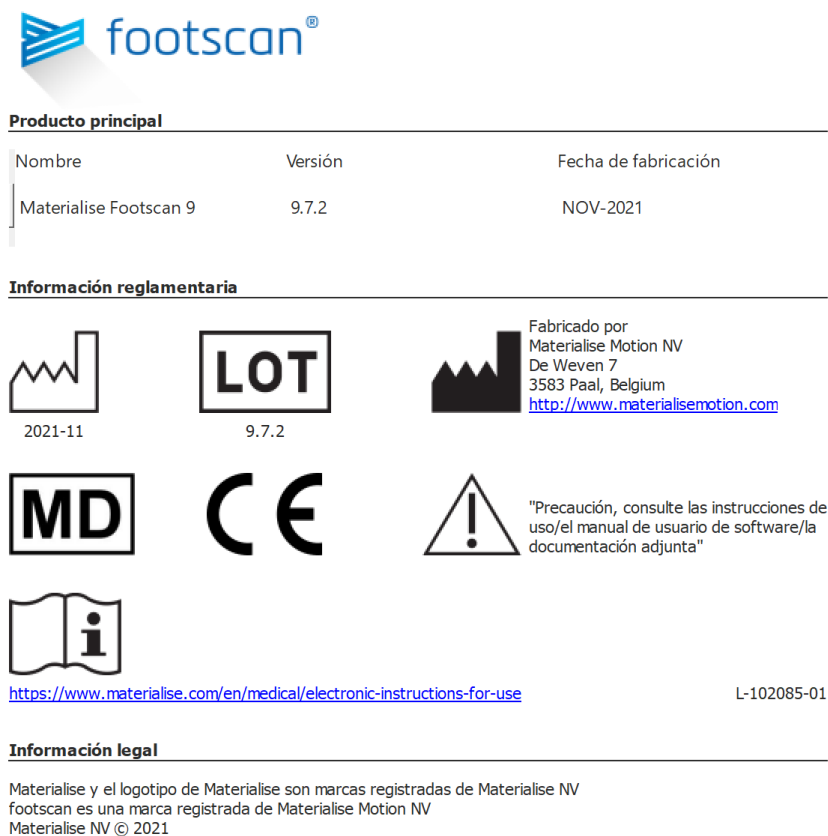 footscan®
Producto principal
Nombre Versión Fecha de fabricación
Materialise Footscan 9 9.7.2 NOV-2021
Información reglamentaria
2021-11
LOT
9.7.2
Fabricado por
Materialise Motion NV
De Weven 7
3583 Paal, Belgium
http://www.materialisemotion.com
MD
CE
"Precaución, consulte las instrucciones de
uso/el manual de usuario de software/la
documentación adjunta"
i
https://www.materialise.com/en/medical/electronic-instructions-for-use L-102085-01
Información legal
Materialise y el logotipo de Materialise son marcas registradas de Materialise NV
footscan es una marca registrada de Materialise Motion NV
Materialise NV © 2021